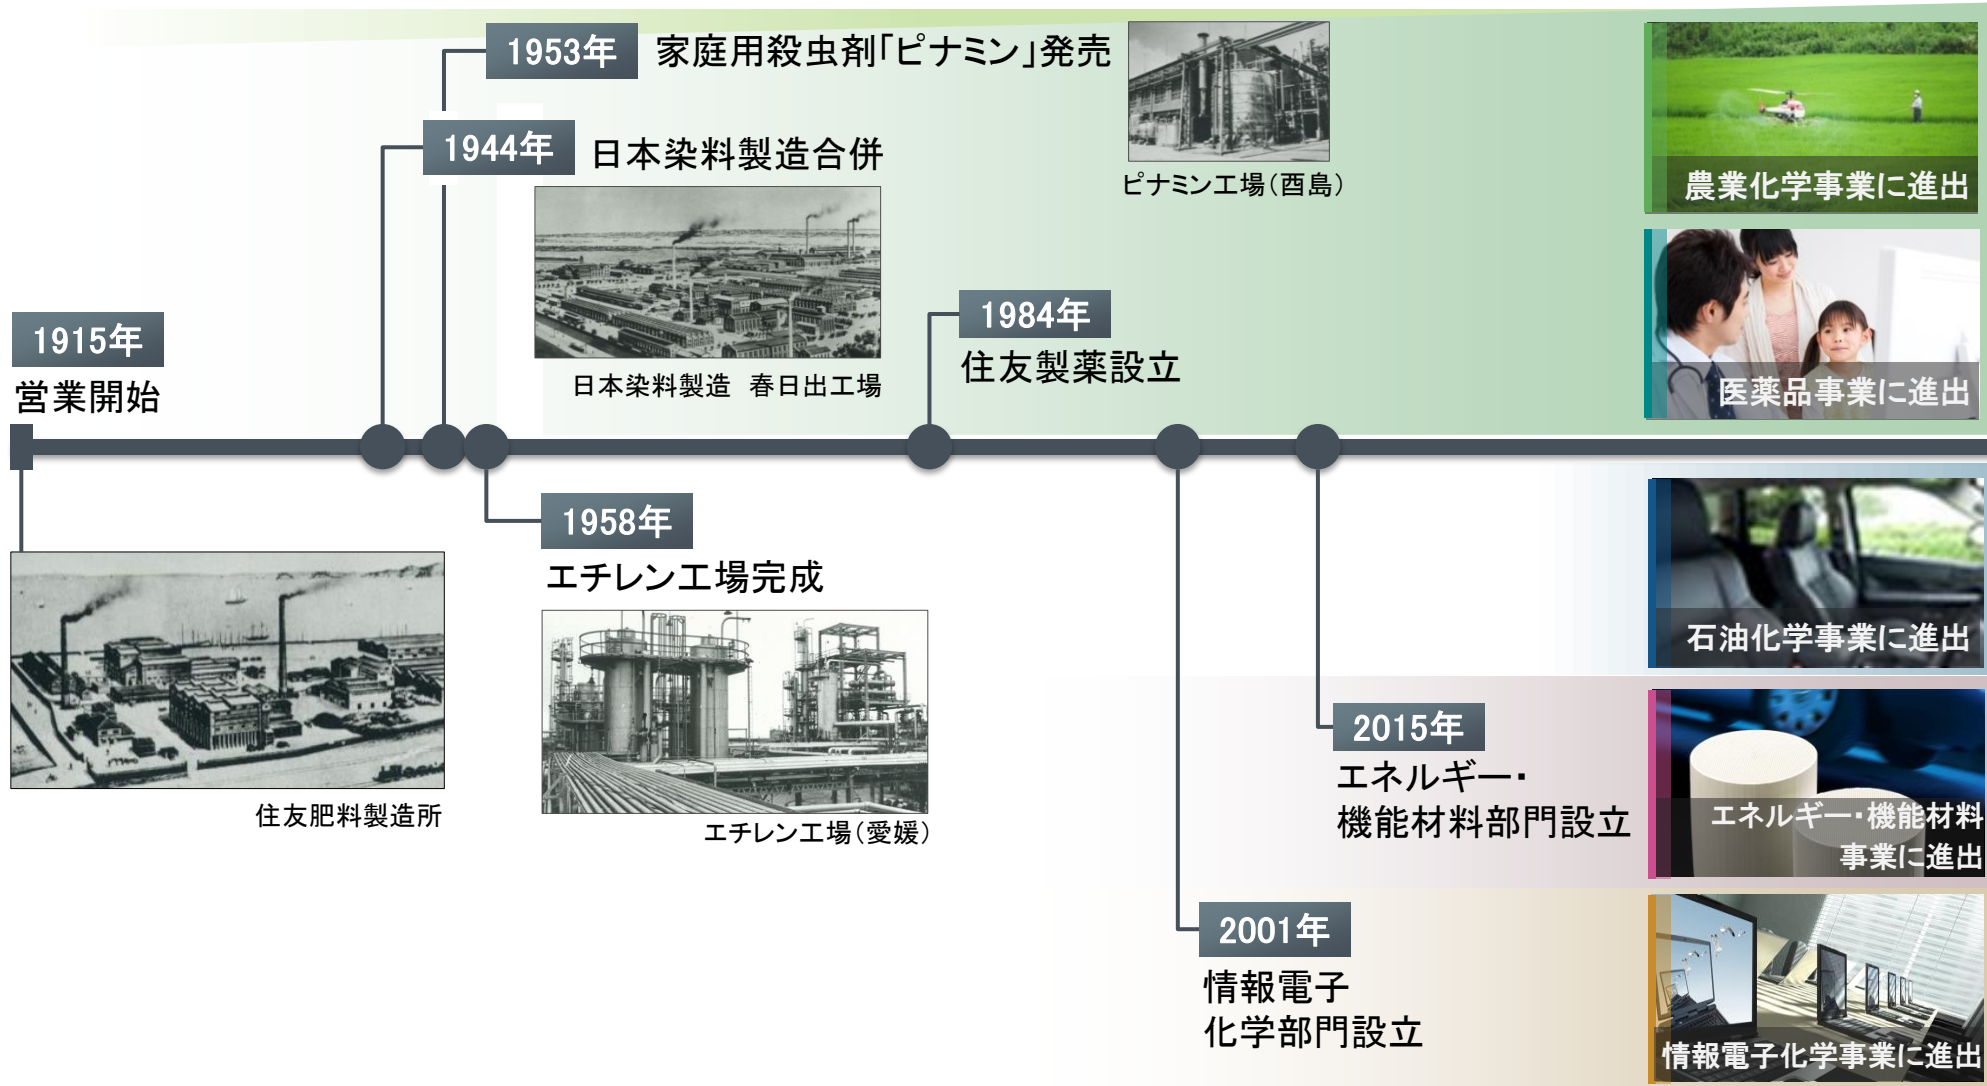 1953年
家庭用殺虫剤「ピナミン」発売
ピナミン工場（酉島）
1944年
日本染料製造合併
日本染料製造　春日出工場
農業化学事業に進出
1984年
住友製薬設立
医薬品事業に進出
1915年
営業開始
住友肥料製造所
1958年
エチレン工場完成
エチレン工場（愛媛）
石油化学事業に進出
2015年
エネルギー・
機能材料部門設立
エネルギー・機能材料
事業に進出
2001年
情報電子
化学部門設立
情報電子化学事業に進出